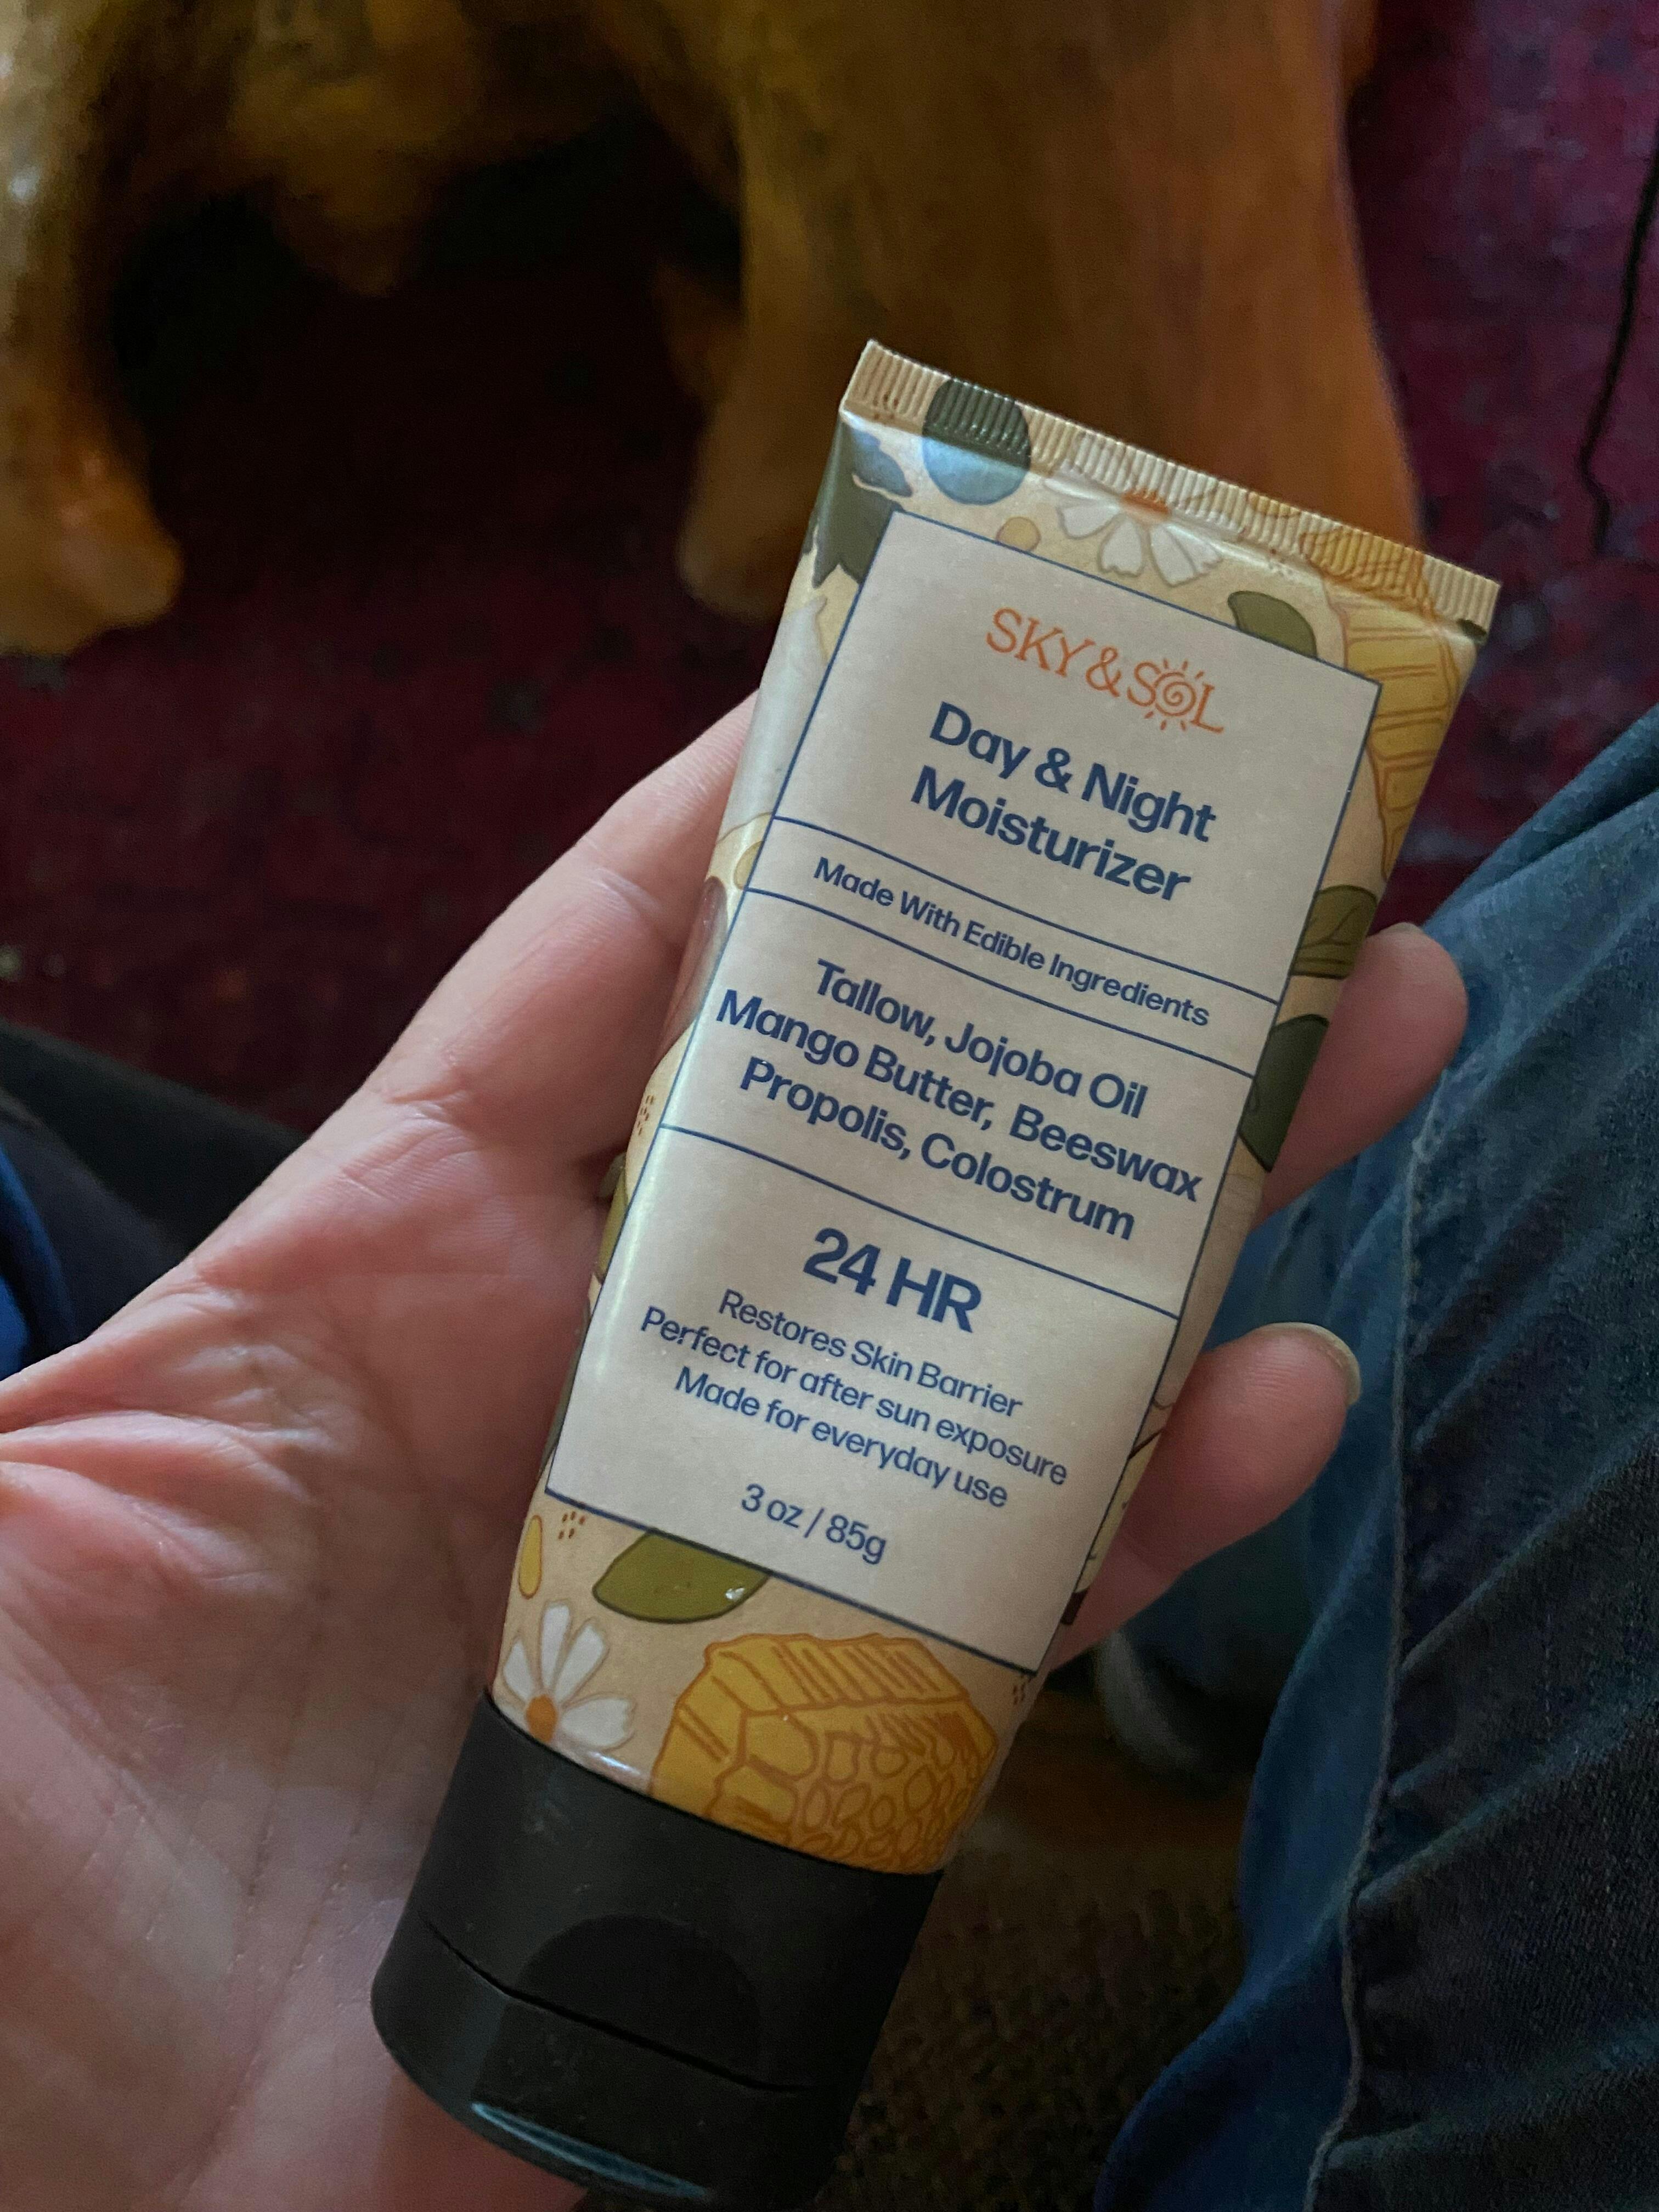 SKY & SOL
Day & Night
Moisturizer
Made With Edible Ingredients
Tallow, Jojoba Oil
Mango Butter, Beeswax
Propolis, Colostrum
24 HR
Restores Skin Barrier
Perfect for after sun exposure
Made for everyday use
3 oz / 85g